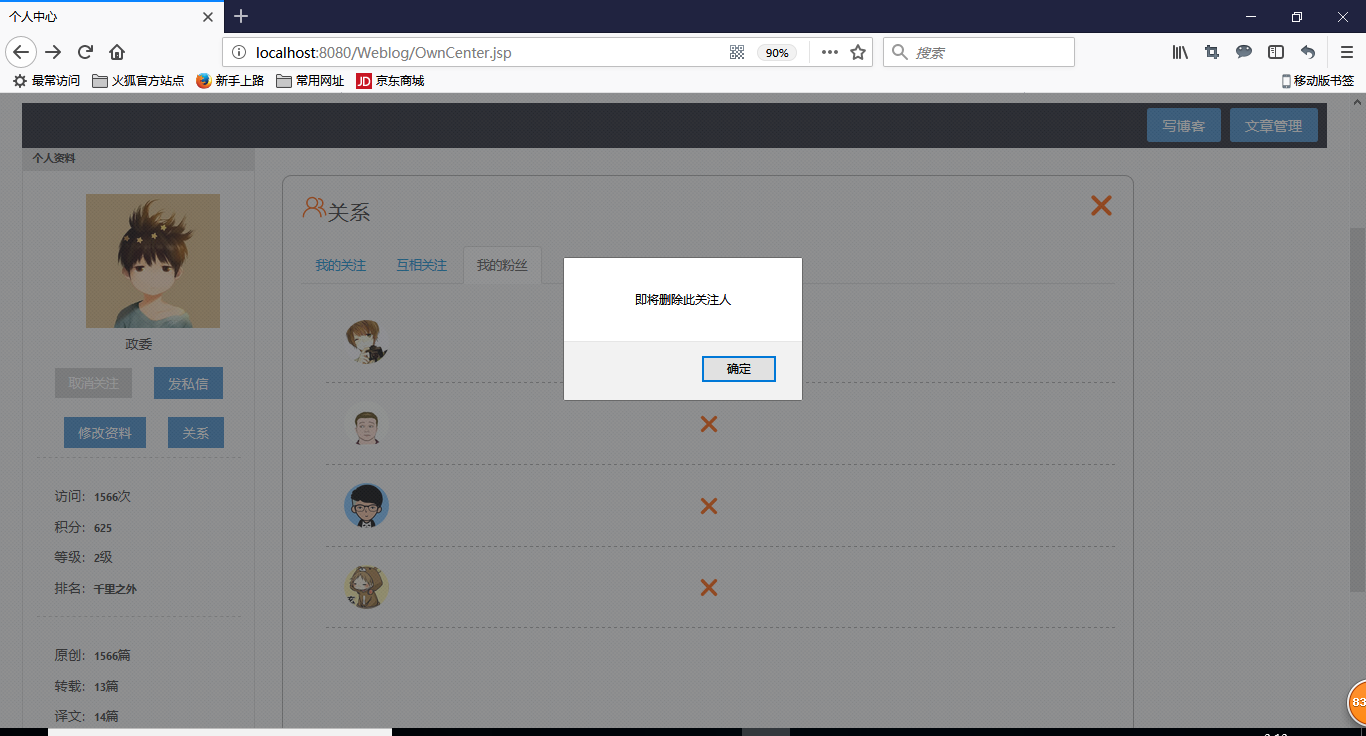 个人中心
localhost:8080/Weblog/OwnCenter.jsp
90%
搜索
最常访问 火狐官方站点 新手上路 常用网址 JD 京东商城 移动版书签
写博客 文章管理
个人资料
关系
我的关注 互相关注 我的粉丝
即将删除此关注人
确定
政委
取消关注 发私信
修改资料 关系
访问: 1566次
积分: 625
等级: 2级
排名: 千里之外
原创: 1566篇
转载: 13篇
译文: 14篇
83